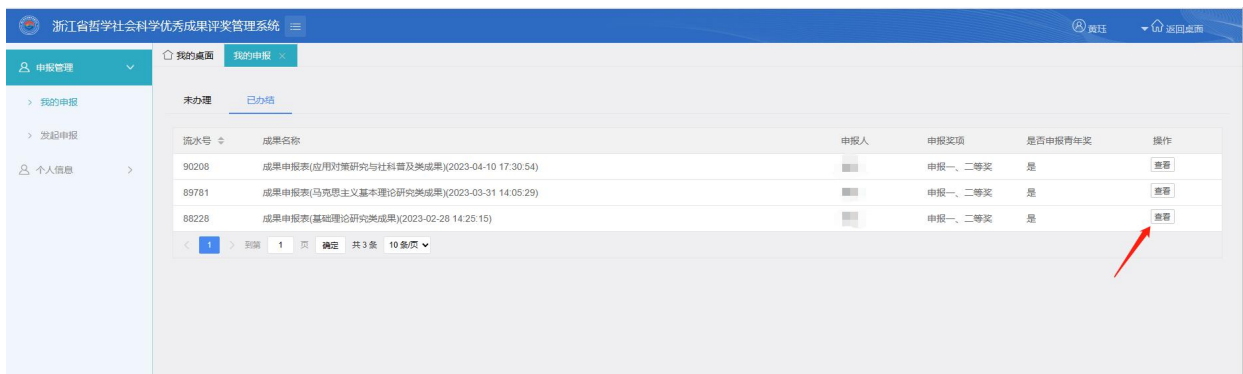 浙江省哲学社会科学优秀成果评奖管理系统
黄珏
返回桌面
申报管理
我的桌面 我的申报 ×
> 我的申报
> 发起申报
个人信息 >
未办理 已办结
流水号 成果名称 申报人 申报奖项 是否申报青年奖 操作
90208 成果申报表(应用对策研究与社科普及类成果)(2023-04-10 17:30:54) 申报一、二等奖 是 查看
89781 成果申报表(马克思主义基本理论研究类成果)(2023-03-31 14:05:29) 申报一、二等奖 是 查看
88228 成果申报表(基础理论研究类成果)(2023-02-28 14:25:15) 申报一、二等奖 是 查看
< 1 > 到第 1 页 确定 共 3 条 10 条/页